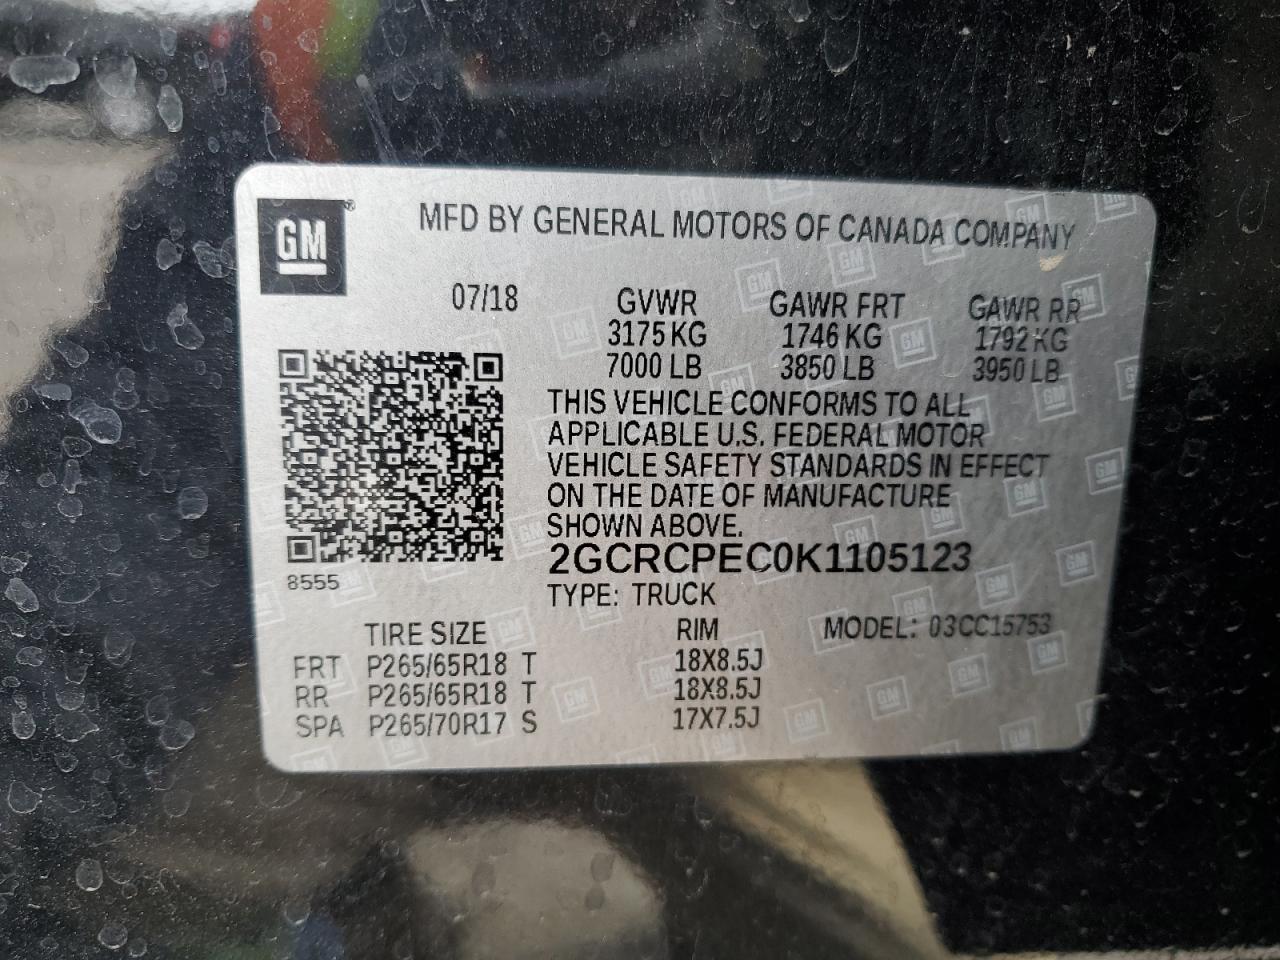 GM
MFD BY GENERAL MOTORS OF CANADA COMPANY
07/18
GVWR GAWR FRT GAWR RR
3175 KG 1746 KG 1792 KG
7000 LB 3850 LB 3950 LB
THIS VEHICLE CONFORMS TO ALL
APPLICABLE U.S. FEDERAL MOTOR
VEHICLE SAFETY STANDARDS IN EFFECT
ON THE DATE OF MANUFACTURE
SHOWN ABOVE.
2GCRCPEC0K1105123
8555
TYPE: TRUCK
TIRE SIZE RIM MODEL: 03CC15753
FRT P265/65R18 T 18X8.5J
RR P265/65R18 T 18X8.5J
SPA P265/70R17 S 17X7.5J